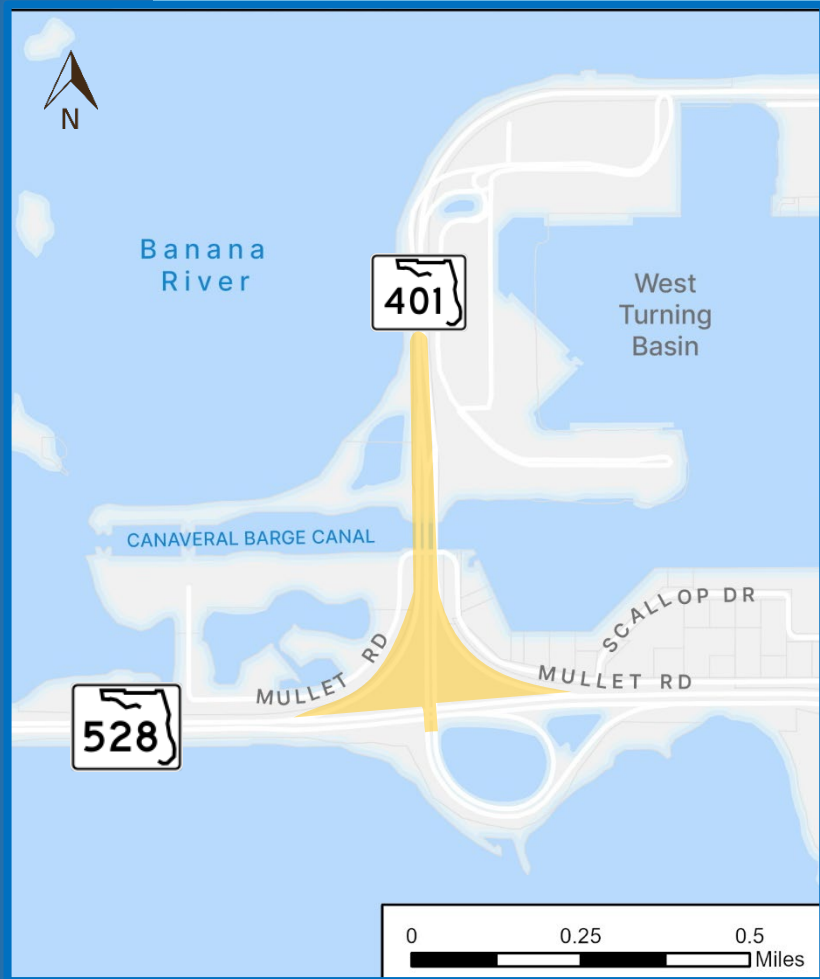 N
Banana
River
401
West
Turning
Basin
CANAVERAL BARGE CANAL
SCALLOP DR
MULLET RD
MULLET RD
528
0 0.25 0.5
Miles